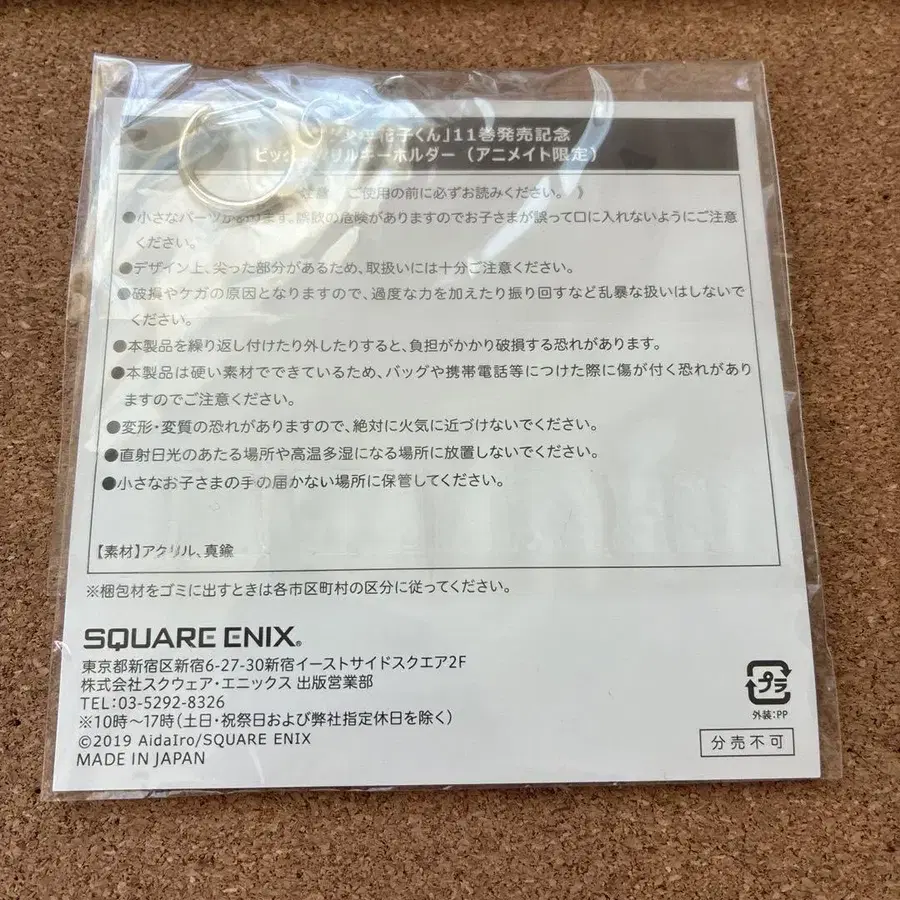 花子くん」11巻発売記念
ビッグ リルキーホルダー（アニメイト限定）
注意 ご使用の前に必ずお読みください。 》
●小さなパーツがあります。誤飲の危険がありますのでお子さまが誤って口に入れないようにご注意
ください。
●デザイン上、尖った部分があるため、取扱いには十分ご注意ください。
●破損やケガの原因となりますので、過度な力を加えたり振り回すなど乱暴な扱いはしないで
ください。
●本製品を繰り返し付けたり外したりすると、負担がかかり破損する恐れがあります。
●本製品は硬い素材でできているため、バッグや携帯電話等につけた際に傷が付く恐れがあり
ますのでご注意ください。
●変形・変質の恐れがありますので、絶対に火気に近づけないでください。
●直射日光のあたる場所や高温多湿になる場所に放置しないでください。
●小さなお子さまの手の届かない場所に保管してください。
【素材】アクリル、真鍮
※梱包材をゴミに出すときは各市区町村の区分に従ってください。
SQUARE ENIX®
東京都新宿区新宿6-27-30新宿イーストサイドスクエア2F
株式会社スクウェア・エニックス 出版営業部
TEL:03-5292-8326
※10時～17時（土日・祝祭日および弊社指定休日を除く）
©2019 AidaIro/SQUARE ENIX
MADE IN JAPAN
プラ
外装:PP
分売不可